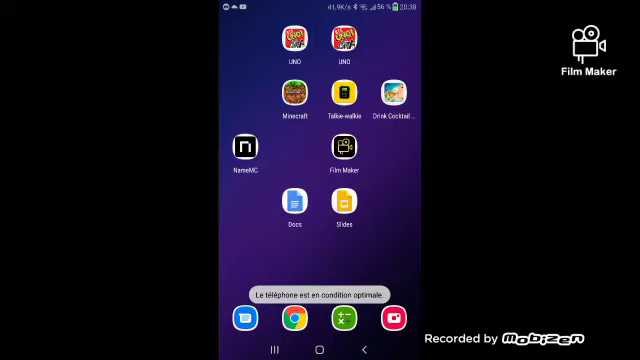 41,9K/s 56 % 20:38
UNO UNO
Minecraft Talkie-walkie Drink Cocktail ...
NameMC Film Maker
Docs Slides
Le téléphone est en condition optimale.
Film Maker
Recorded by mobizen